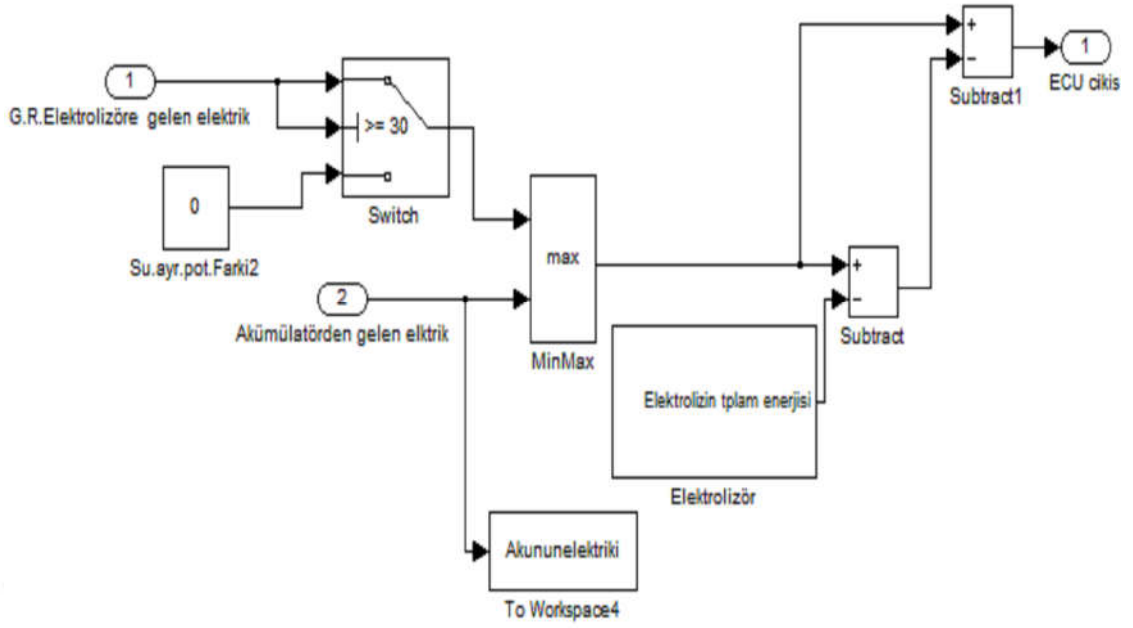 +
−
1
ECU cikis
Subtract1
1
G.R.Elektrolizöre gelen elektrik
>= 30
Switch
0
Su.ayr.pot.Farki2
max
MinMax
2
Akümülatörden gelen elktrik
+
−
Subtract
Elektrolizin tplam enerjisi
Elektrolizör
Akununelektriki
To Workspace4